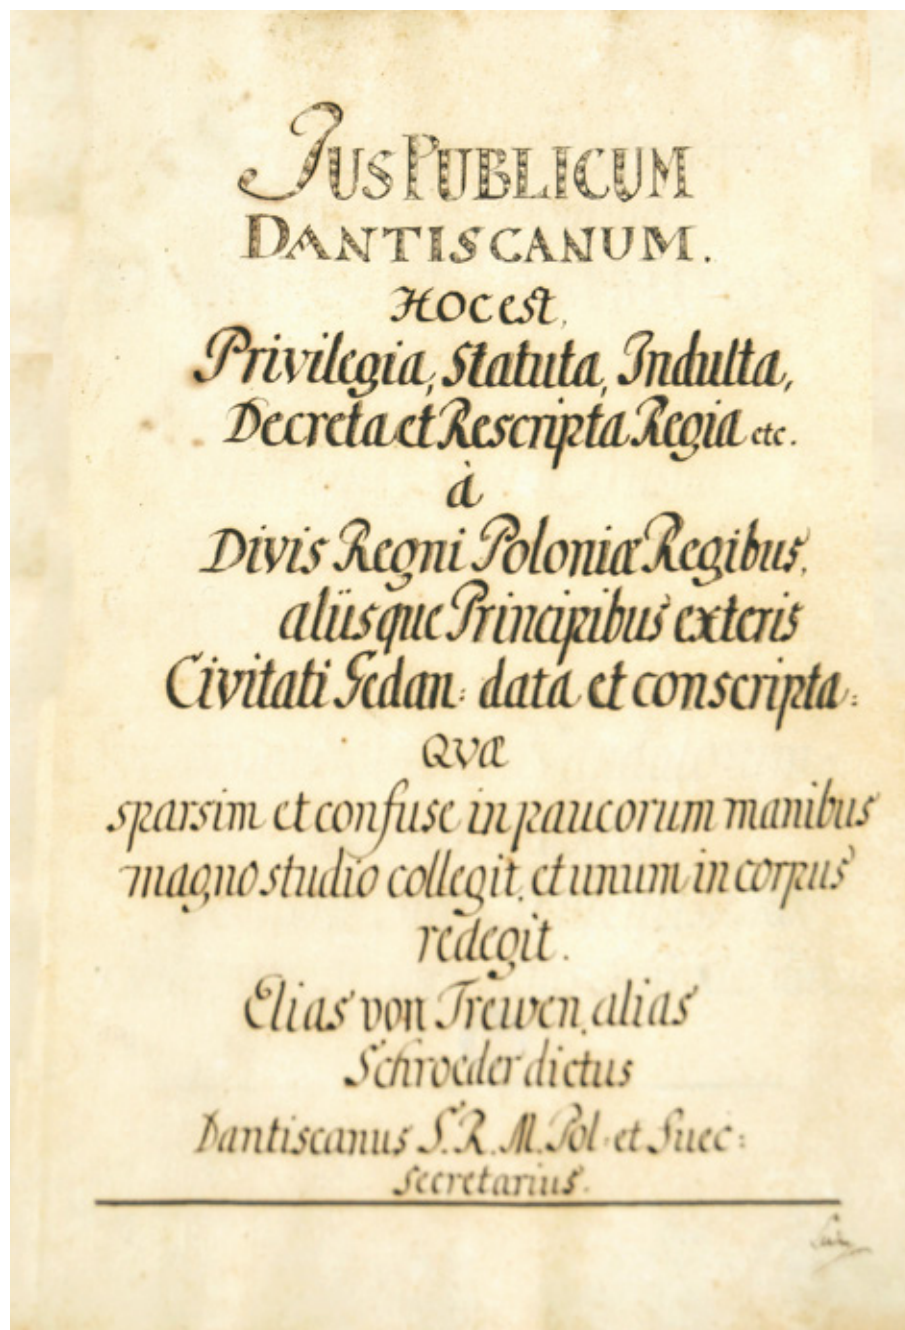 JUS PUBLICUM
DANTISCANUM.
HOC est,
Privilegia, Statuta, Indulta,
Decreta et Rescripta Regia etc.
à
Divis Regni Poloniæ Regibus,
aliisque Principibus exteris
Civitati Gedan: data et conscripta:
QVÆ
sparsim et confuse in paucorum manibus
magno studio collegit, et unum in corpus
redegit.
Elias von Trewen, alias
Schroeder dictus
Dantiscanus S. R. M. Pol: et Suec:
Secretarius.